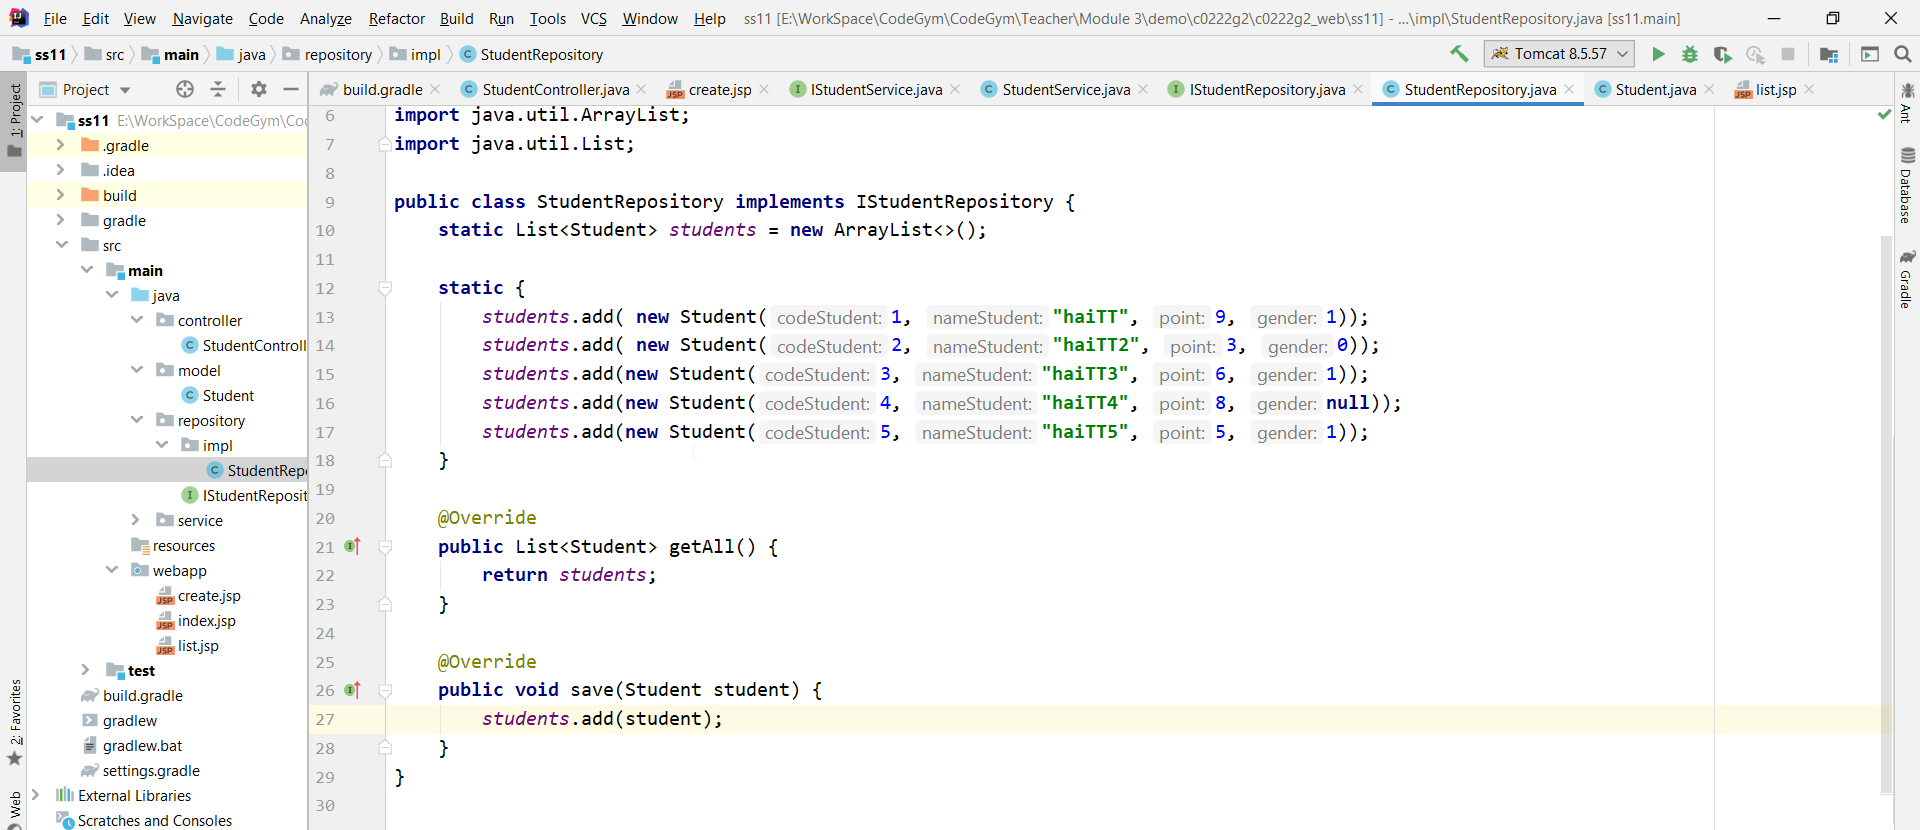 File Edit View Navigate Code Analyze Refactor Build Run Tools VCS Window Help ss11 [E:\WorkSpace\CodeGym\CodeGym\Teacher\Module 3\demo\c0222g2\c0222g2_web\ss11] - ...\impl\StudentRepository.java [ss11.main]
ss11 src main java repository impl StudentRepository Tomcat 8.5.57
Project build.gradle StudentController.java create.jsp IStudentService.java StudentService.java IStudentRepository.java StudentRepository.java Student.java list.jsp
1: Project
2: Favorites
Web
ss11 E:\WorkSpace\CodeGym\Co
.gradle
.idea
build
gradle
src
main
java
controller
StudentControll
model
Student
repository
impl
StudentRepo
IStudentReposit
service
resources
webapp
create.jsp
index.jsp
list.jsp
test
build.gradle
gradlew
gradlew.bat
settings.gradle
External Libraries
Scratches and Consoles
6 import java.util.ArrayList;
7 import java.util.List;
8
9 public class StudentRepository implements IStudentRepository {
10 static List<Student> students = new ArrayList<>();
11
12 static {
13 students.add( new Student( codeStudent: 1, nameStudent: "haiTT", point: 9, gender: 1));
14 students.add( new Student( codeStudent: 2, nameStudent: "haiTT2", point: 3, gender: 0));
15 students.add(new Student( codeStudent: 3, nameStudent: "haiTT3", point: 6, gender: 1));
16 students.add(new Student( codeStudent: 4, nameStudent: "haiTT4", point: 8, gender: null));
17 students.add(new Student( codeStudent: 5, nameStudent: "haiTT5", point: 5, gender: 1));
18 }
19
20 @Override
21 public List<Student> getAll() {
22 return students;
23 }
24
25 @Override
26 public void save(Student student) {
27 students.add(student);
28 }
29 }
30
Ant
Database
Gradle